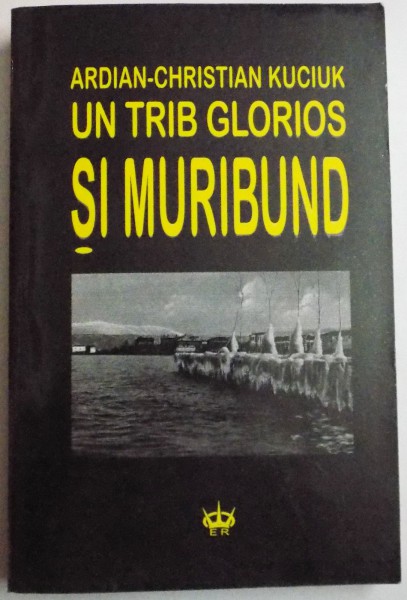 ARDIAN-CHRISTIAN KUCIUK
UN TRIB GLORIOS
ȘI MURIBUND
ER